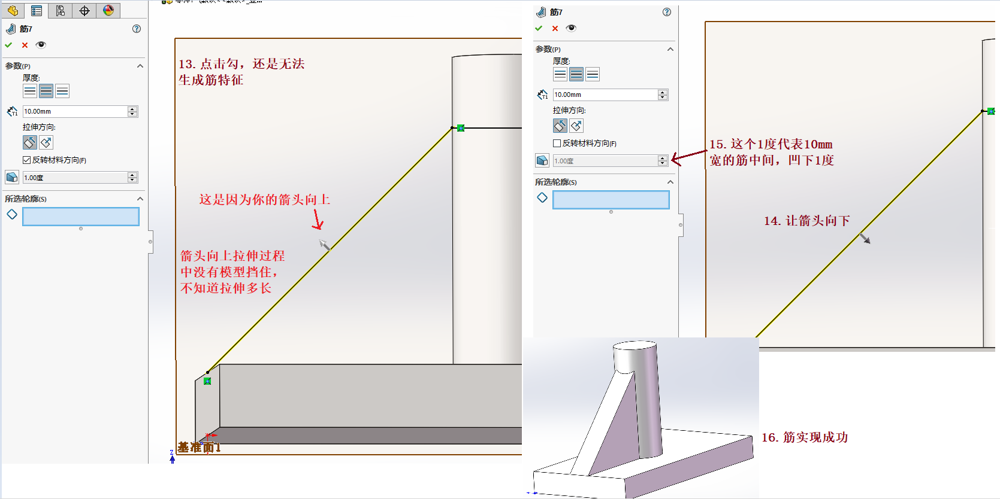 筋7
参数(P)
厚度:
T1
10.00mm
拉伸方向:
反转材料方向(F)
1.00度
所选轮廓(S)
13.点击勾，还是无法
生成筋特征
这是因为你的箭头向上
箭头向上拉伸过程
中没有模型挡住，
不知道拉伸多长
基准面1
Z
筋7
参数(P)
厚度:
T1
10.00mm
拉伸方向:
反转材料方向(F)
1.00度
所选轮廓(S)
15.这个1度代表10mm
宽的筋中间，凹下1度
14.让箭头向下
16.筋实现成功